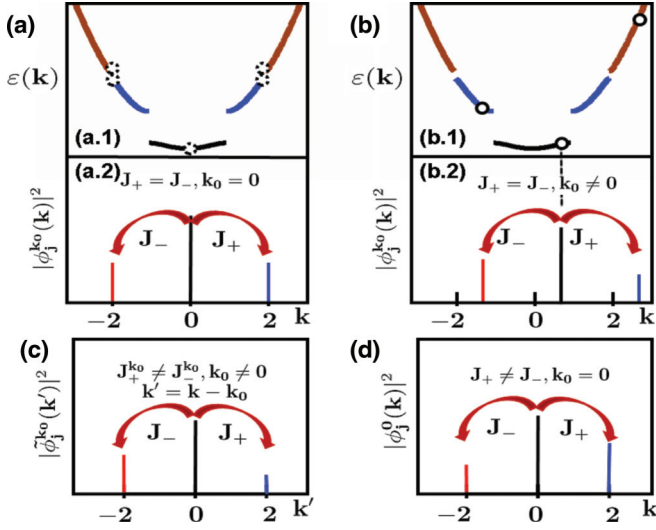 (a)
ε(k)
(a.1)
(a.2)
J₊ = J₋, k₀ = 0
|ϕ_j^{k₀}(k)|²
J₋ J₊
−2 0 2 k
(b)
ε(k)
(b.1)
(b.2)
J₊ = J₋, k₀ ≠ 0
|ϕ_j^{k₀}(k)|²
J₋ J₊
−2 0 2 k
(c)
J₊^{k₀} ≠ J₋^{k₀}, k₀ ≠ 0
k′ = k − k₀
|ϕ̃_j^{k₀}(k′)|²
J₋ J₊
−2 0 2 k′
(d)
J₊ ≠ J₋, k₀ = 0
|ϕ_j^0(k)|²
J₋ J₊
−2 0 2 k